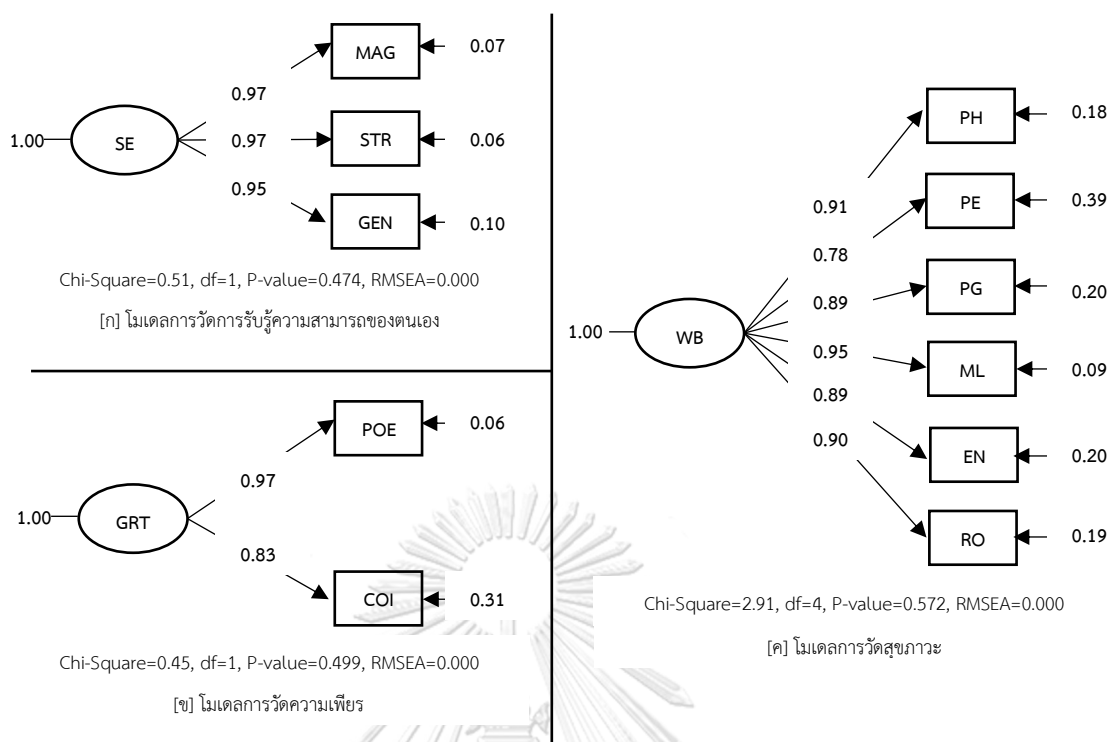 MAG
0.07
0.97
1.00
SE
0.97
STR
0.06
0.95
GEN
0.10
Chi-Square=0.51, df=1, P-value=0.474, RMSEA=0.000
[ก] โมเดลการวัดการรับรู้ความสามารถของตนเอง
POE
0.06
0.97
1.00
GRT
0.83
COI
0.31
Chi-Square=0.45, df=1, P-value=0.499, RMSEA=0.000
[ข] โมเดลการวัดความเพียร
PH
0.18
0.91
PE
0.39
0.78
0.89
PG
0.20
1.00
WB
0.95
ML
0.09
0.89
0.90
EN
0.20
RO
0.19
Chi-Square=2.91, df=4, P-value=0.572, RMSEA=0.000
[ค] โมเดลการวัดสุขภาวะ